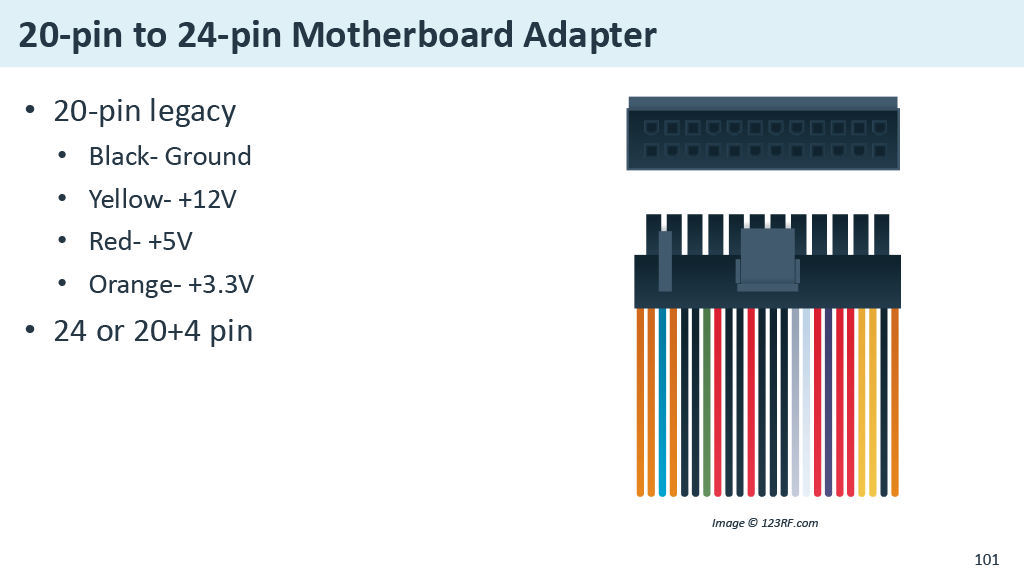 20-pin to 24-pin Motherboard Adapter
• 20-pin legacy
• Black- Ground
• Yellow- +12V
• Red- +5V
• Orange- +3.3V
• 24 or 20+4 pin
Image © 123RF.com
101